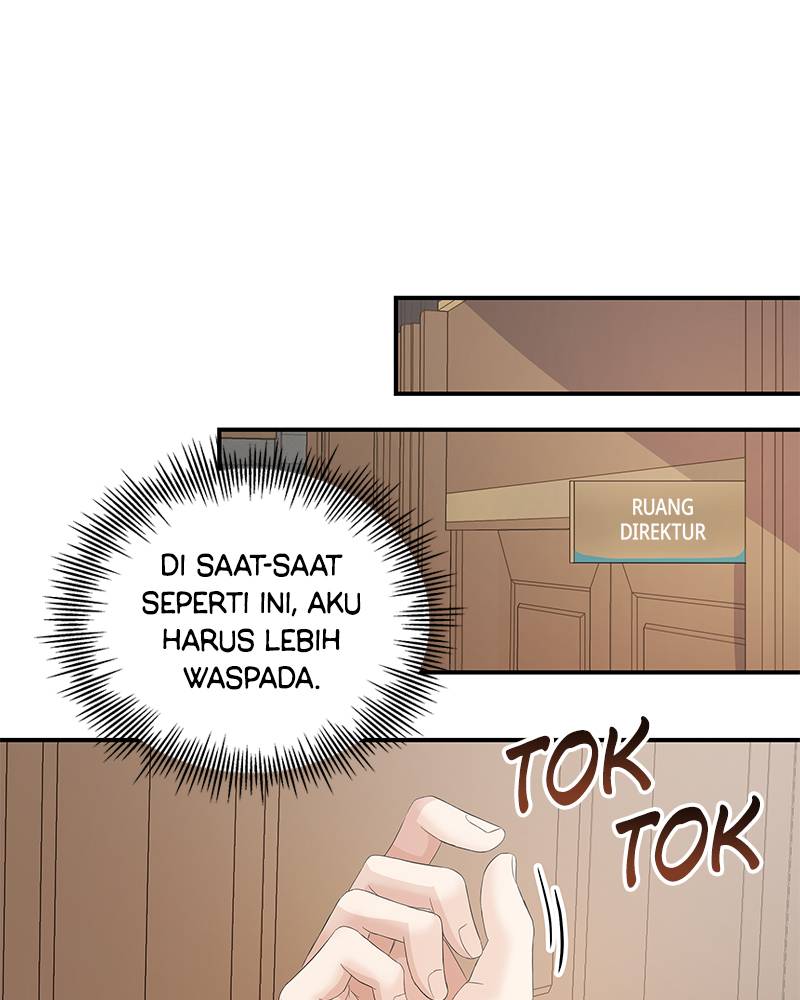 RUANG
DIREKTUR
DI SAAT-SAAT
SEPERTI INI, AKU
HARUS LEBIH
WASPADA.
TOK
TOK